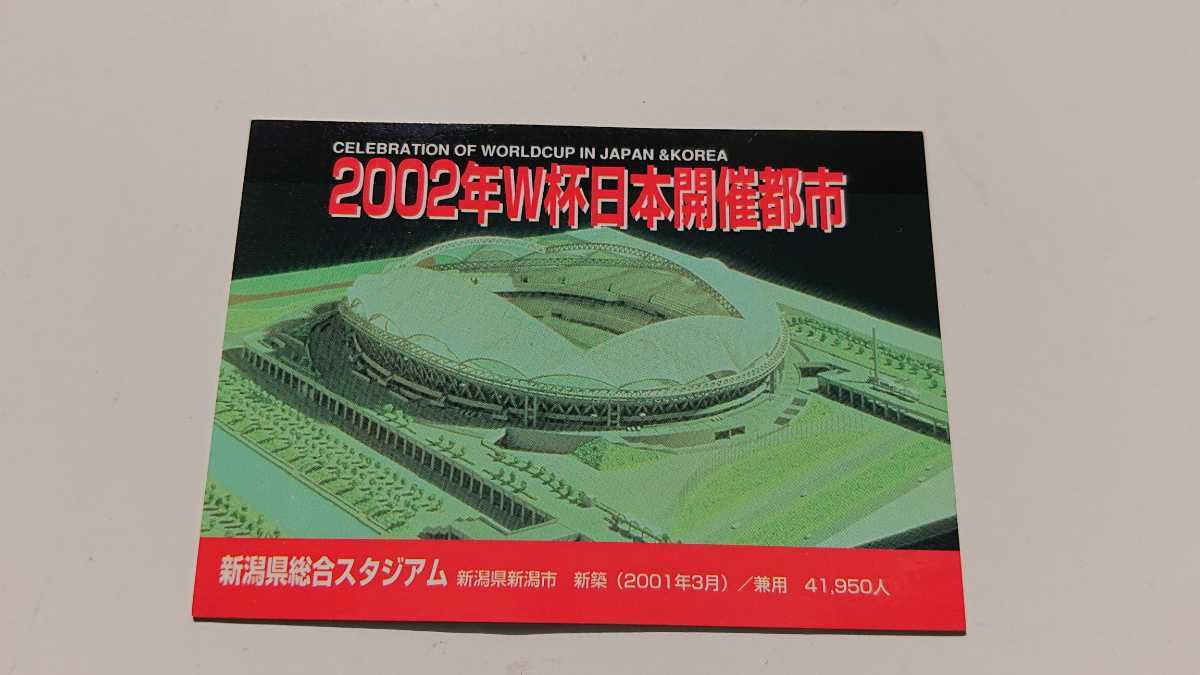 CELEBRATION OF WORLDCUP IN JAPAN &KOREA
2002年W杯日本開催都市
新潟県総合スタジアム 新潟県新潟市 新築（2001年3月）／兼用 41,950人